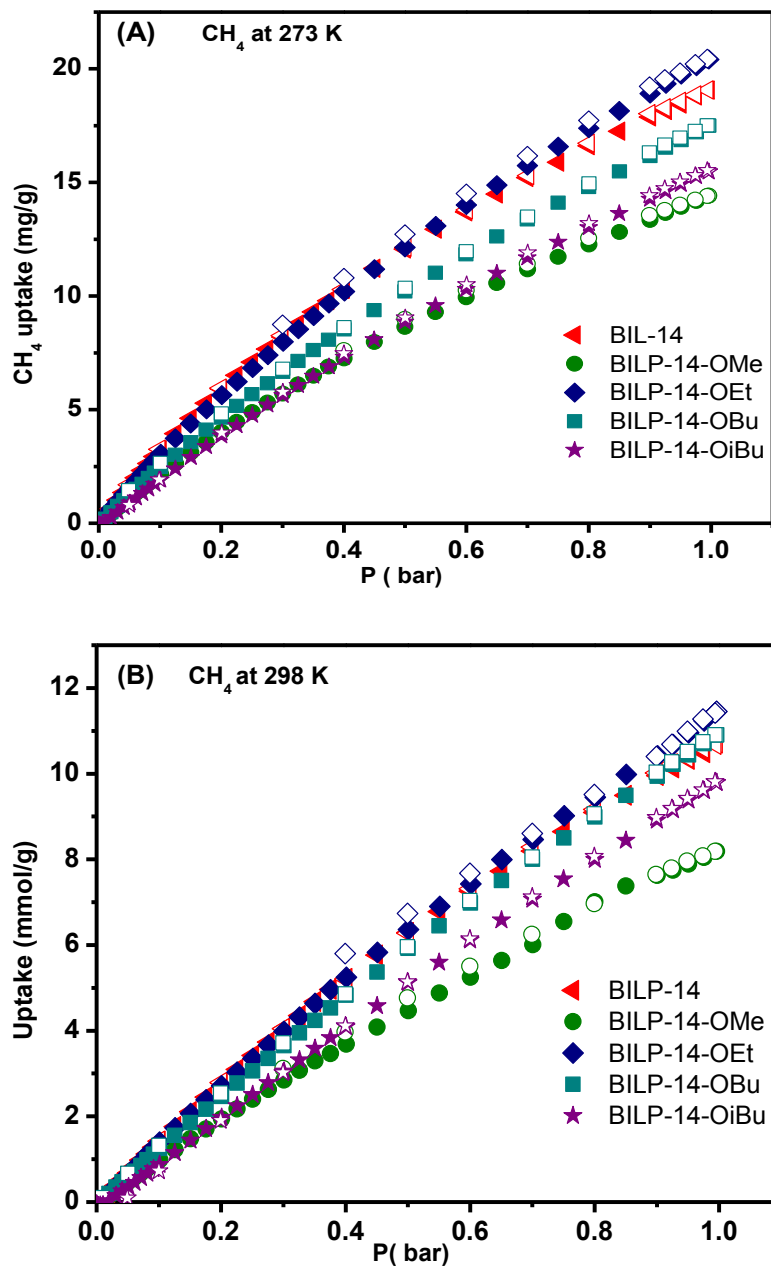 (A) CH₄ at 273 K
20
15
10
5
0
CH₄ uptake (mg/g)
BIL-14
BILP-14-OMe
BILP-14-OEt
BILP-14-OBu
BILP-14-OiBu
0.0 0.2 0.4 0.6 0.8 1.0
P ( bar)
(B) CH₄ at 298 K
12
10
8
6
4
2
0
Uptake (mmol/g)
BILP-14
BILP-14-OMe
BILP-14-OEt
BILP-14-OBu
BILP-14-OiBu
0.0 0.2 0.4 0.6 0.8 1.0
P( bar)